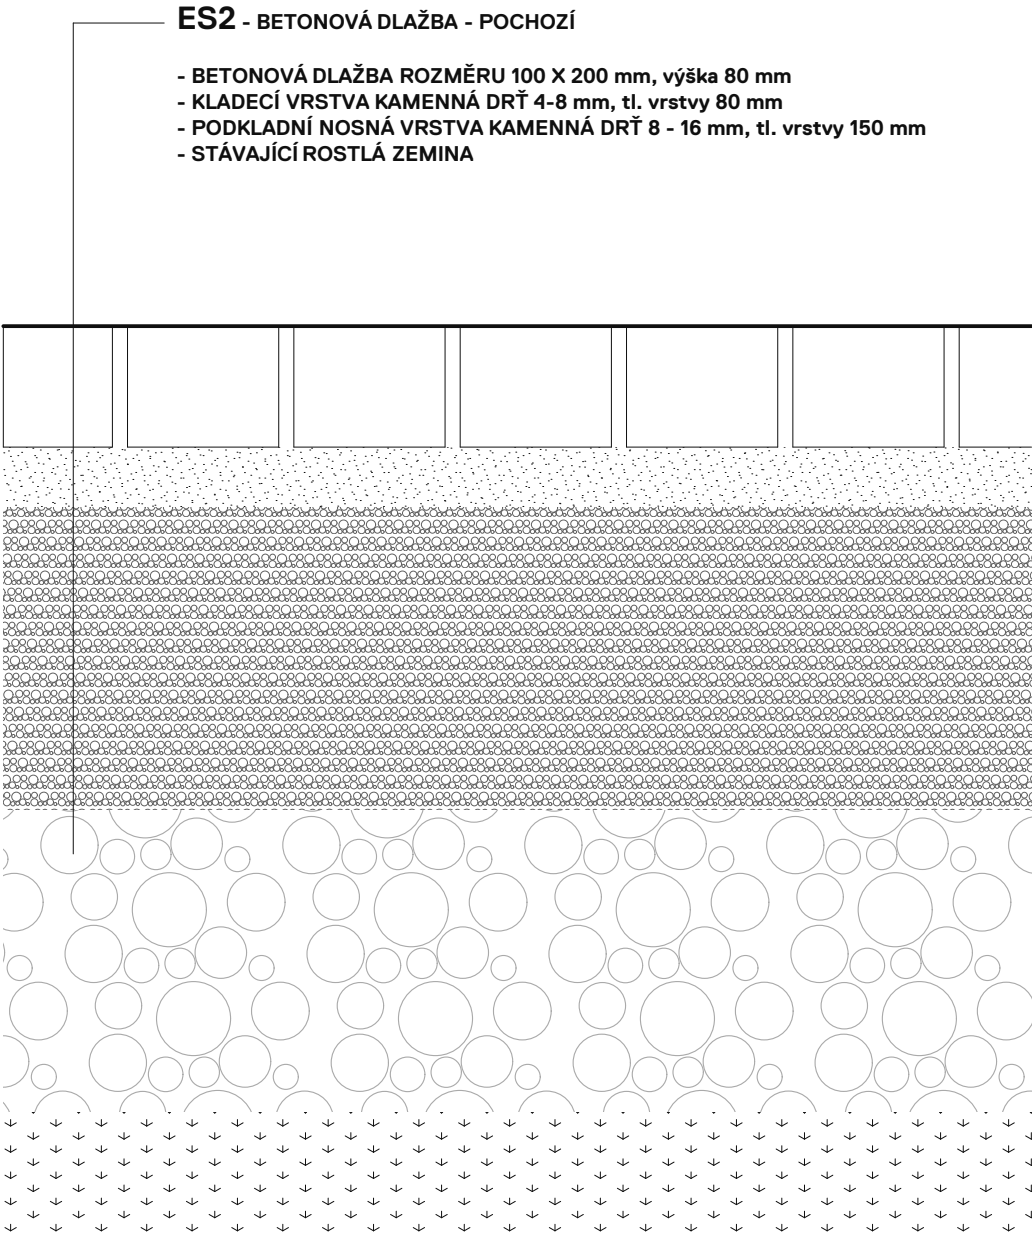 ES2 - BETONOVÁ DLAŽBA - POCHOZÍ
- BETONOVÁ DLAŽBA ROZMĚRU 100 X 200 mm, výška 80 mm
- KLADECÍ VRSTVA KAMENNÁ DRŤ 4-8 mm, tl. vrstvy 80 mm
- PODKLADNÍ NOSNÁ VRSTVA KAMENNÁ DRŤ 8 - 16 mm, tl. vrstvy 150 mm
- STÁVAJÍCÍ ROSTLÁ ZEMINA